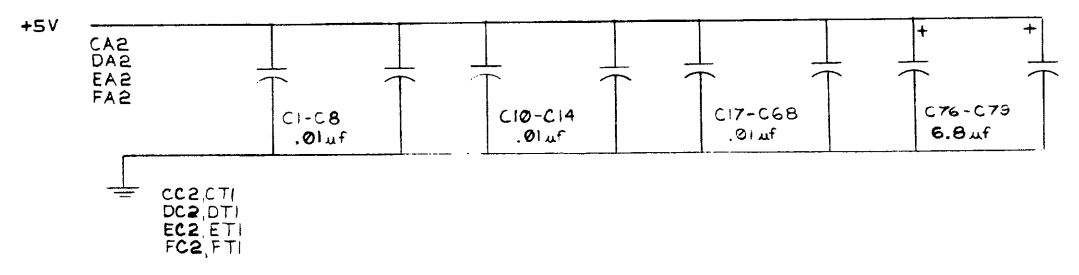 +5V
CA2
DA2
EA2
FA2
+
+
C1-C8
.01uf
C10-C14
.01uf
C17-C68
.01uf
C76-C79
6.8uf
CC2,CT1
DC2,DT1
EC2,ET1
FC2,FT1